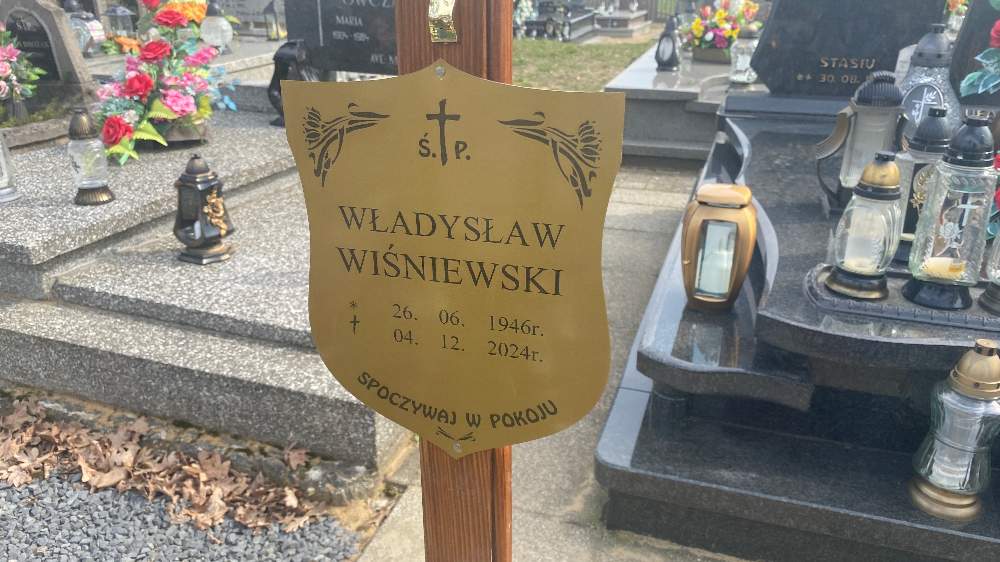 MARIA
STASIU
Ś. P.
WŁADYSŁAW
WIŚNIEWSKI
* 26. 06. 1946r.
† 04. 12. 2024r.
SPOCZYWAJ W POKOJU